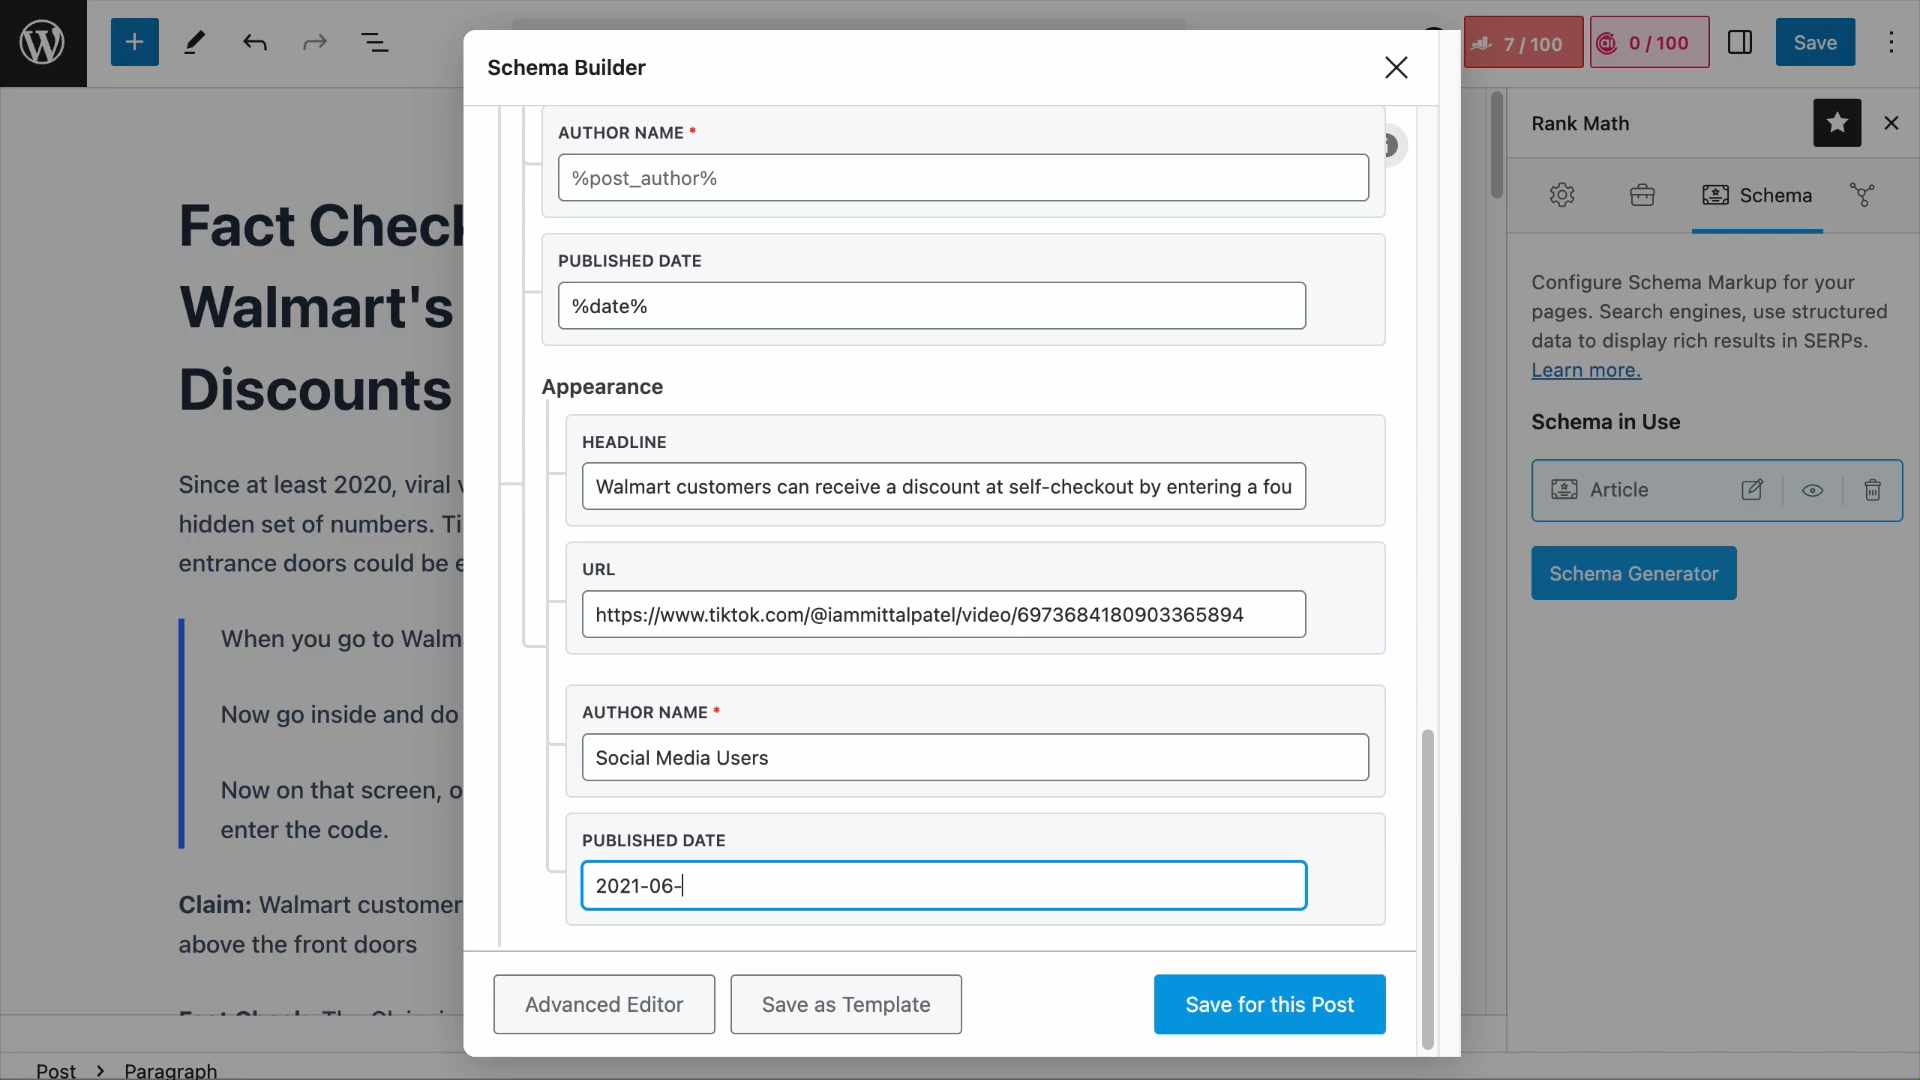 7 / 100
0 / 100
Save
Schema Builder
Rank Math
AUTHOR NAME *
%post_author%
PUBLISHED DATE
%date%
Appearance
HEADLINE
Walmart customers can receive a discount at self-checkout by entering a fou
URL
https://www.tiktok.com/@iammittalpatel/video/6973684180903365894
AUTHOR NAME *
Social Media Users
PUBLISHED DATE
2021-06-
Advanced Editor
Save as Template
Save for this Post
Fact Check
Walmart's
Discounts
Since at least 2020, viral v
hidden set of numbers. Ti
entrance doors could be e
When you go to Walm
Now go inside and do
Now on that screen, o
enter the code.
Claim: Walmart customer
above the front doors
Post > Paragraph
Schema
Configure Schema Markup for your
pages. Search engines, use structured
data to display rich results in SERPs.
Learn more.
Schema in Use
Article
Schema Generator